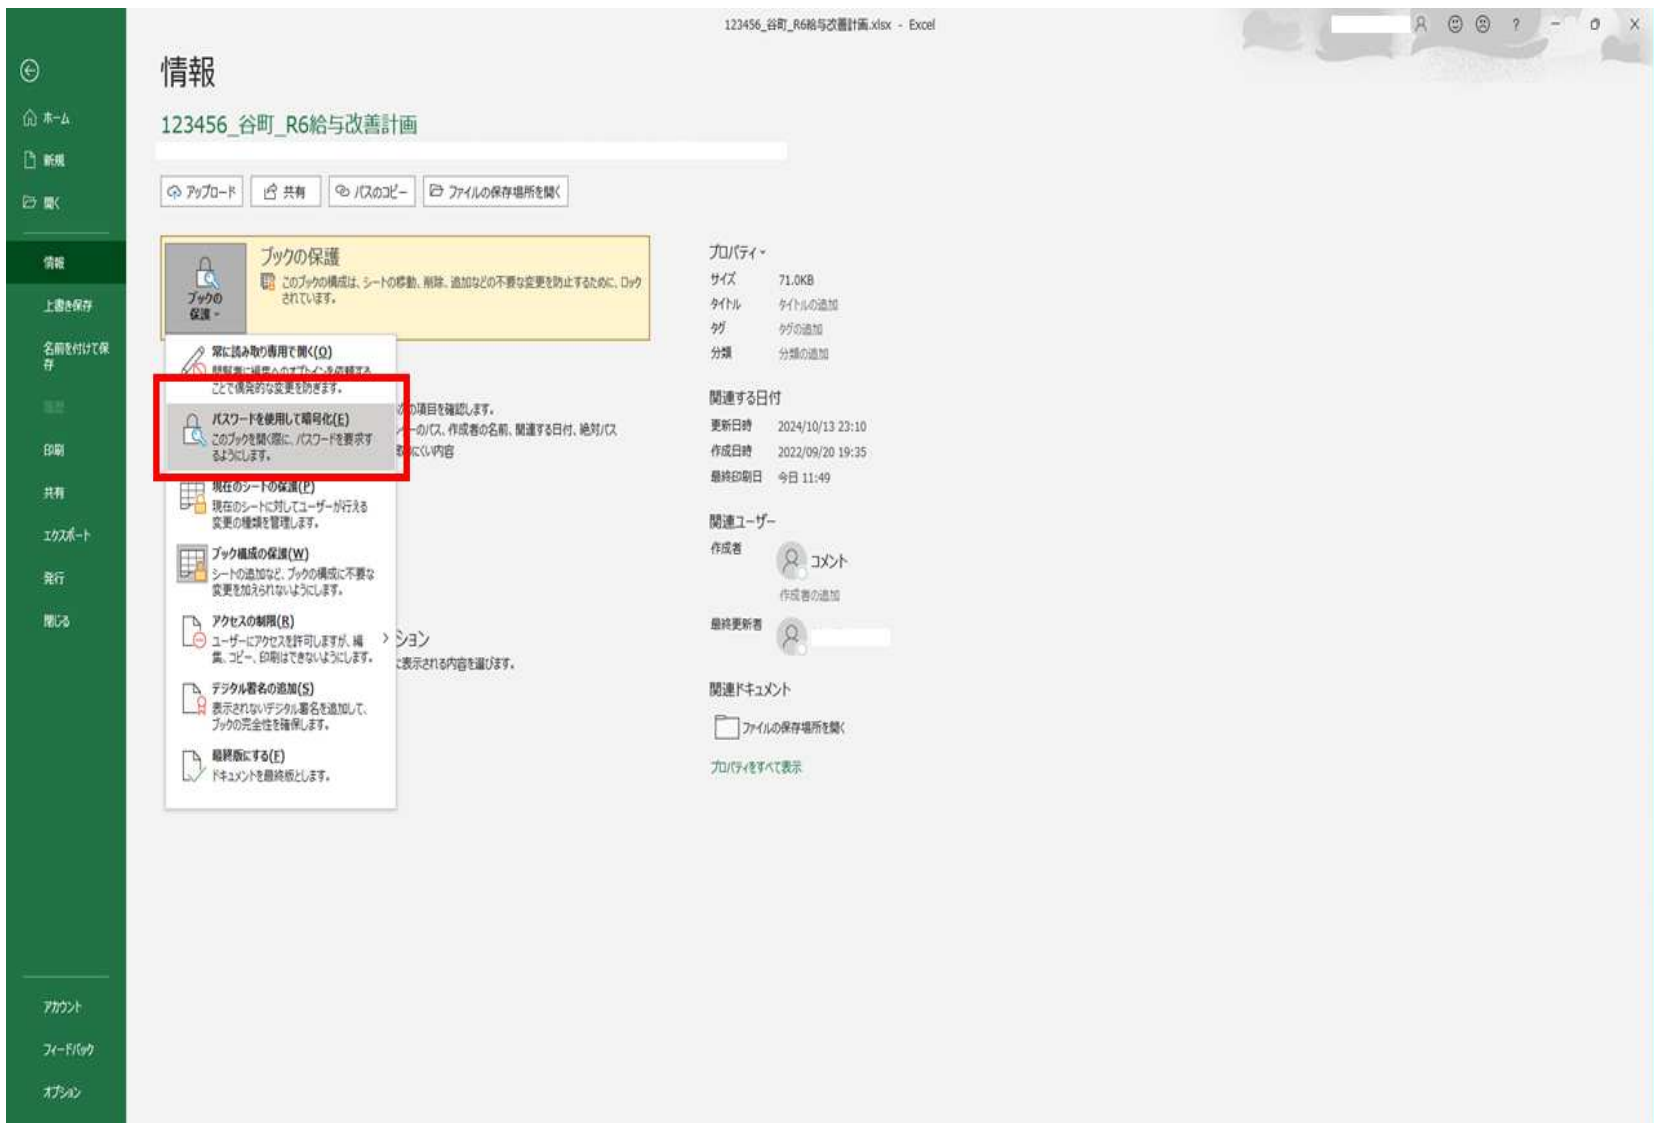 123456_谷町_R6給与改善計画.xlsx - Excel
?
情報
ホーム
新規
開く
情報
上書き保存
名前を付けて保
存
印刷
共有
エクスポート
発行
閉じる
アカウント
フィードバック
オプション
123456_谷町_R6給与改善計画
アップロード
共有
パスのコピー
ファイルの保存場所を開く
ブックの
保護
ブックの保護
このブックの構成は、シートの移動、削除、追加などの不要な変更を防止するために、ロック
されています。
常に読み取り専用で開く(O)
閲覧者に編集へのオプトインを依頼する
ことで偶発的な変更を防ぎます。
パスワードを使用して暗号化(E)
このブックを開く際に、パスワードを要求す
るようにします。
現在のシートの保護(P)
現在のシートに対してユーザーが行える
変更の種類を管理します。
ブック構成の保護(W)
シートの追加など、ブックの構成に不要な
変更を加えられないようにします。
アクセスの制限(R)
ユーザーにアクセスを許可しますが、編
集、コピー、印刷はできないようにします。
デジタル署名の追加(S)
表示されないデジタル署名を追加して、
ブックの完全性を確保します。
最終版にする(F)
ドキュメントを最終版とします。
の項目を確認します。
ーのパス、作成者の名前、関連する日付、絶対パス
にくい内容
ション
に表示される内容を選びます。
プロパティ
サイズ 71.0KB
タイトル タイトルの追加
タグ タグの追加
分類 分類の追加
関連する日付
更新日時 2024/10/13 23:10
作成日時 2022/09/20 19:35
最終印刷日 今日 11:49
関連ユーザー
作成者 コメント
作成者の追加
最終更新者
関連ドキュメント
ファイルの保存場所を開く
プロパティをすべて表示